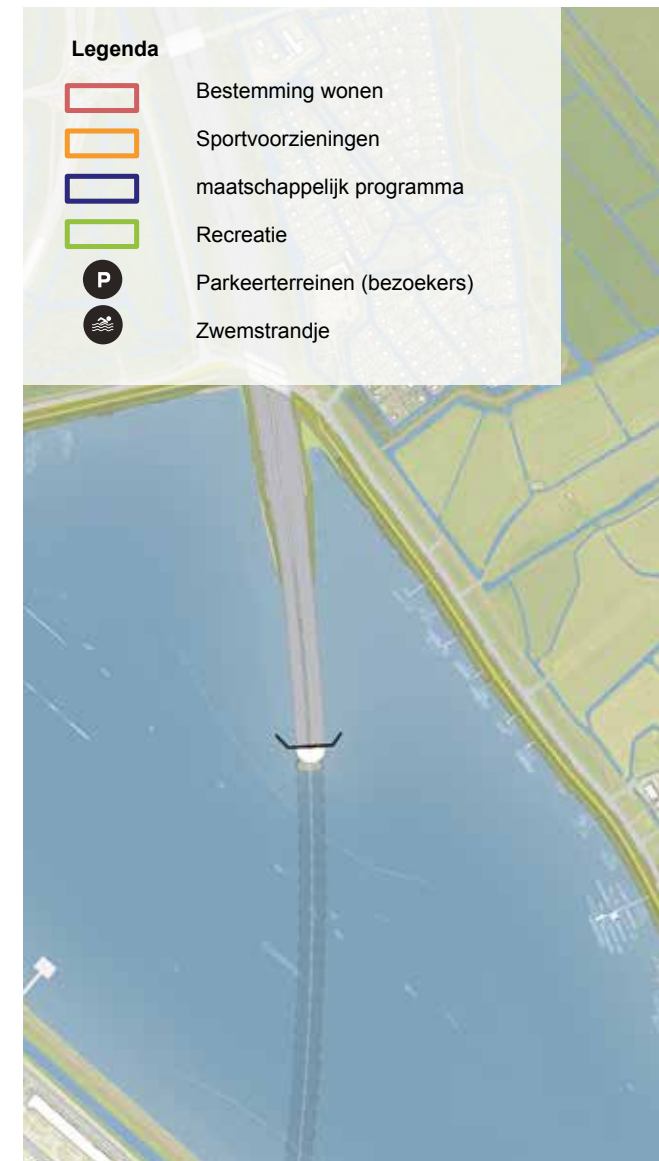 Legenda
Bestemming wonen
Sportvoorzieningen
maatschappelijk programma
Recreatie
P Parkeerterreinen (bezoekers)
Zwemstrandje